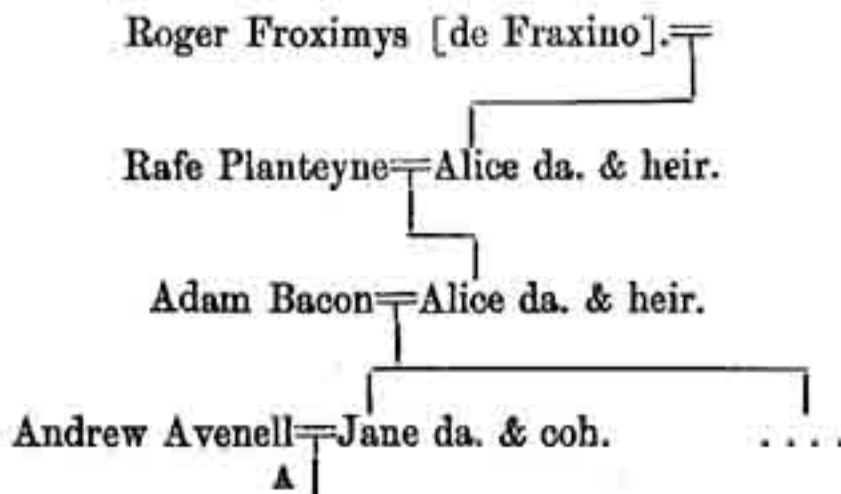 Roger Froximys [de Fraxino].
Rafe Planteyne=Alice da. & heir.
Adam Bacon=Alice da. & heir.
Andrew Avenell=Jane da. & coh. . . . .
A